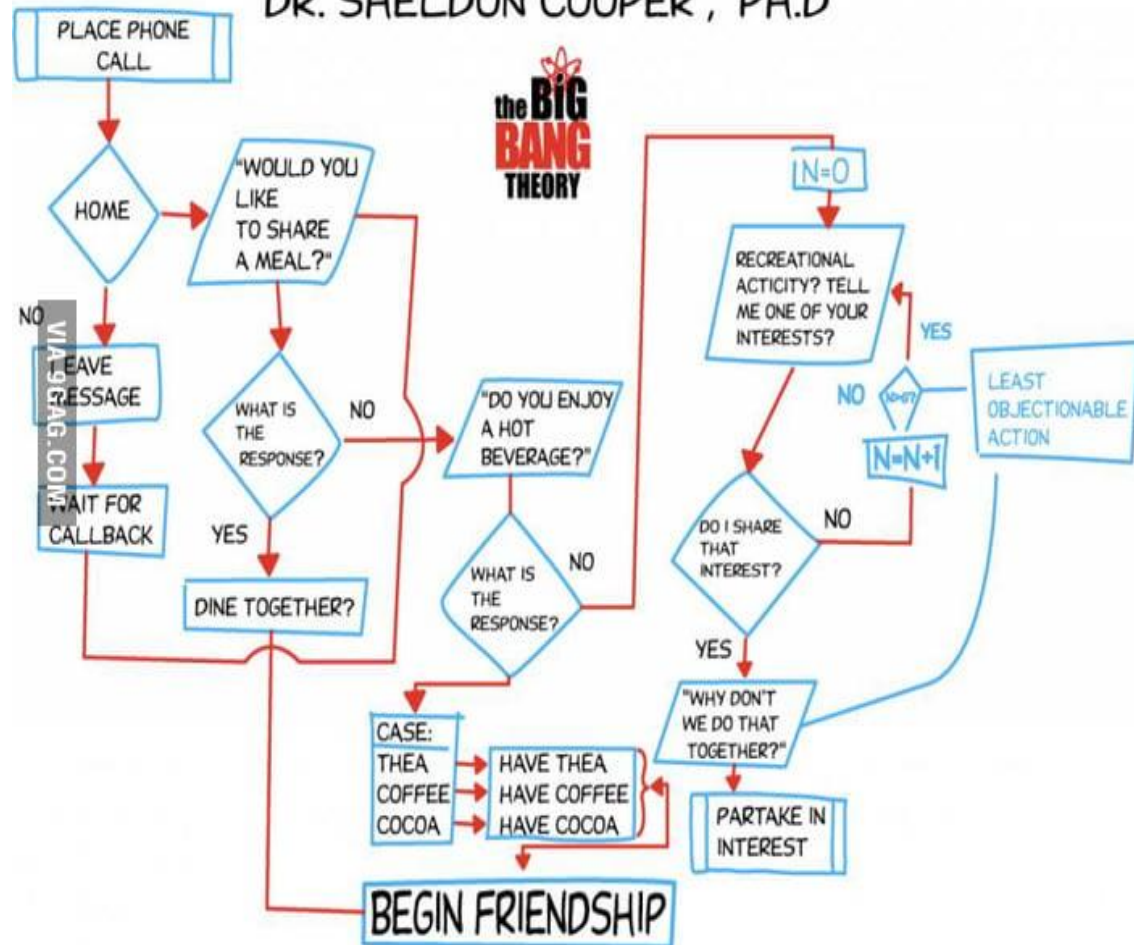 DR. SHELDON COOPER, PH.D
PLACE PHONE
CALL
the BIG
BANG
THEORY
HOME
"WOULD YOU
LIKE
TO SHARE
A MEAL?"
N=0
RECREATIONAL
ACTICITY? TELL
ME ONE OF YOUR
INTERESTS?
NO
LEAVE
MESSAGE
VIA 9GAG.COM
WAIT FOR
CALLBACK
WHAT IS
THE
RESPONSE?
NO
YES
DINE TOGETHER?
"DO YOU ENJOY
A HOT
BEVERAGE?"
WHAT IS
THE
RESPONSE?
NO
YES
NO
LEAST
OBJECTIONABLE
ACTION
N=N+1
DO I SHARE
THAT
INTEREST?
NO
YES
"WHY DON'T
WE DO THAT
TOGETHER?"
PARTAKE IN
INTEREST
CASE:
THEA
COFFEE
COCOA
HAVE THEA
HAVE COFFEE
HAVE COCOA
BEGIN FRIENDSHIP